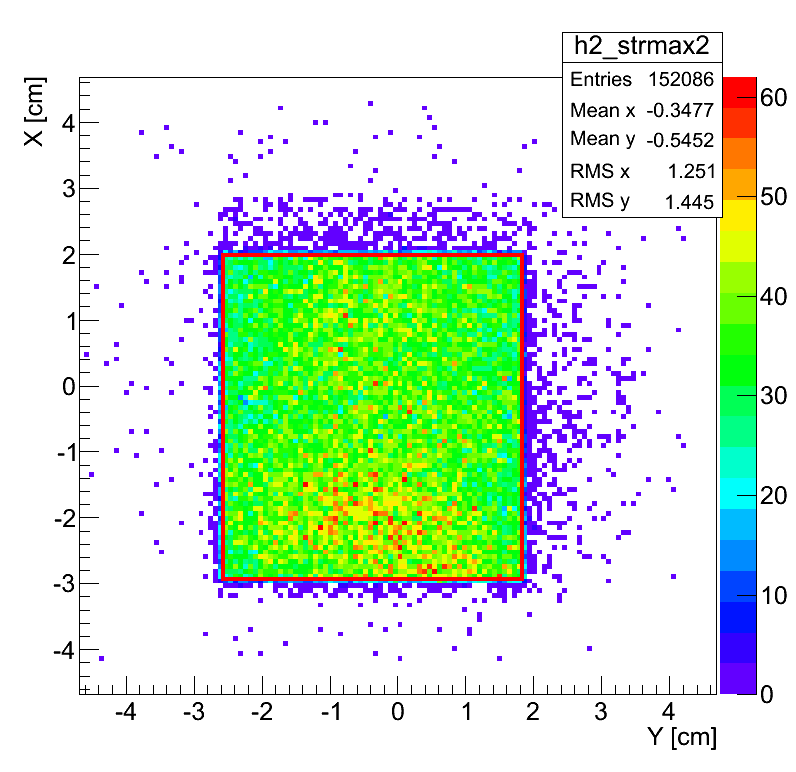 h2_strmax2
Entries 152086
Mean x -0.3477
Mean y -0.5452
RMS x 1.251
RMS y 1.445
X [cm]
4
3
2
1
0
-1
-2
-3
-4
-4 -3 -2 -1 0 1 2 3 4
Y [cm]
60
50
40
30
20
10
0